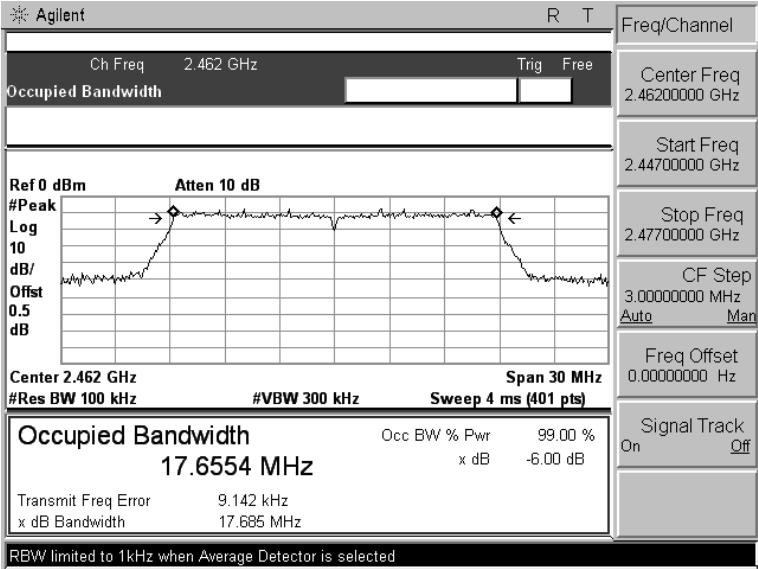 Agilent R T
Ch Freq 2.462 GHz Trig Free
Occupied Bandwidth
Ref 0 dBm Atten 10 dB
#Peak
Log
10
dB/
Offst
0.5
dB
Center 2.462 GHz Span 30 MHz
#Res BW 100 kHz #VBW 300 kHz Sweep 4 ms (401 pts)
Occupied Bandwidth Occ BW % Pwr 99.00 %
17.6554 MHz x dB -6.00 dB
Transmit Freq Error 9.142 kHz
x dB Bandwidth 17.685 MHz
RBW limited to 1kHz when Average Detector is selected
Freq/Channel
Center Freq
2.46200000 GHz
Start Freq
2.44700000 GHz
Stop Freq
2.47700000 GHz
CF Step
3.00000000 MHz
Auto Man
Freq Offset
0.00000000 Hz
Signal Track
On Off